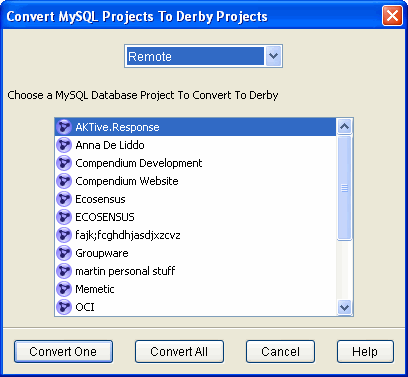 Convert MySQL Projects To Derby Projects
Remote
Choose a MySQL Database Project To Convert To Derby
AKTive.Response
Anna De Liddo
Compendium Development
Compendium Website
Ecosensus
ECOSENSUS
fajk;fcghdhjasdjxzcvz
Groupware
martin personal stuff
Memetic
OCI
Convert One
Convert All
Cancel
Help